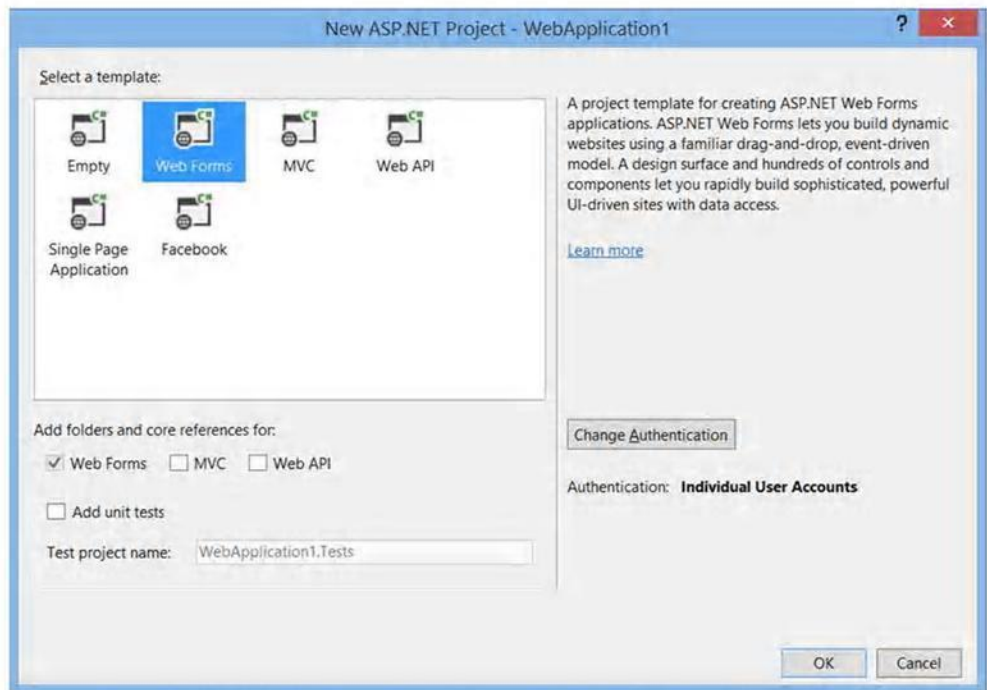 New ASP.NET Project - WebApplication1
?
Select a template:
C# C# C# C#
Empty Web Forms MVC Web API
C# C#
Single Page Facebook
Application
A project template for creating ASP.NET Web Forms
applications. ASP.NET Web Forms lets you build dynamic
websites using a familiar drag-and-drop, event-driven
model. A design surface and hundreds of controls and
components let you rapidly build sophisticated, powerful
UI-driven sites with data access.
Learn more
Add folders and core references for:
Web Forms MVC Web API
Add unit tests
Test project name: WebApplication1.Tests
Change Authentication
Authentication: Individual User Accounts
OK Cancel